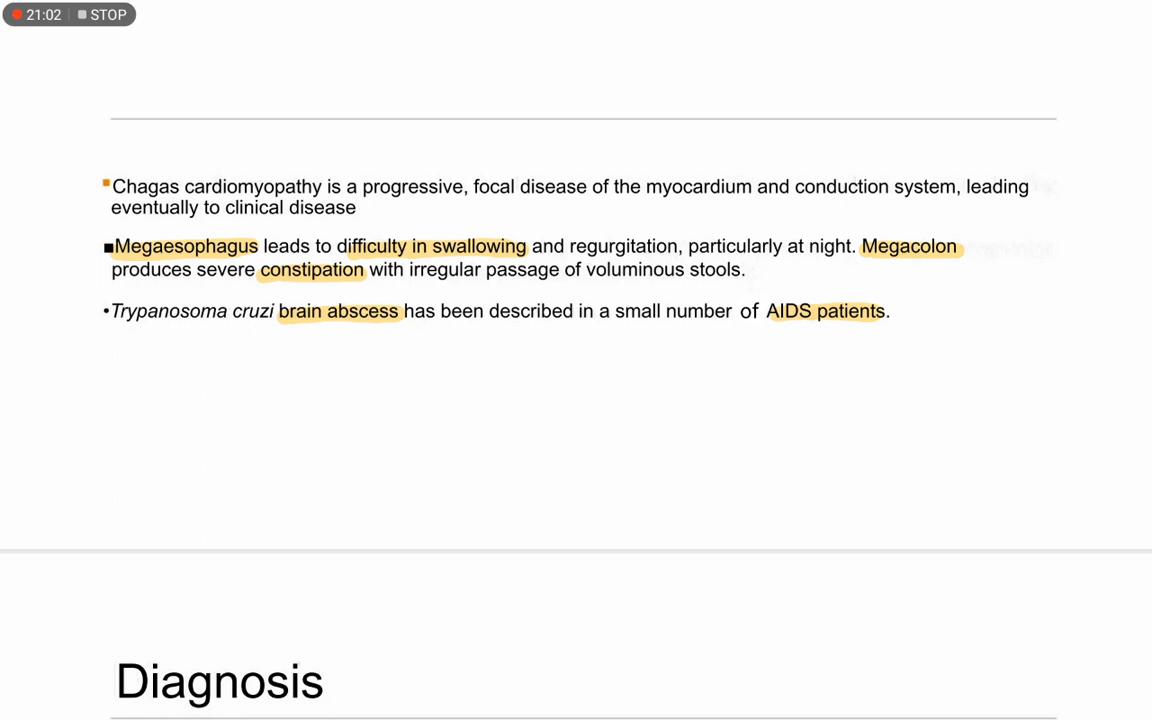 21:02 STOP
Chagas cardiomyopathy is a progressive, focal disease of the myocardium and conduction system, leading
eventually to clinical disease
Megaesophagus leads to difficulty in swallowing and regurgitation, particularly at night. Megacolon
produces severe constipation with irregular passage of voluminous stools.
•Trypanosoma cruzi brain abscess has been described in a small number of AIDS patients.
Diagnosis